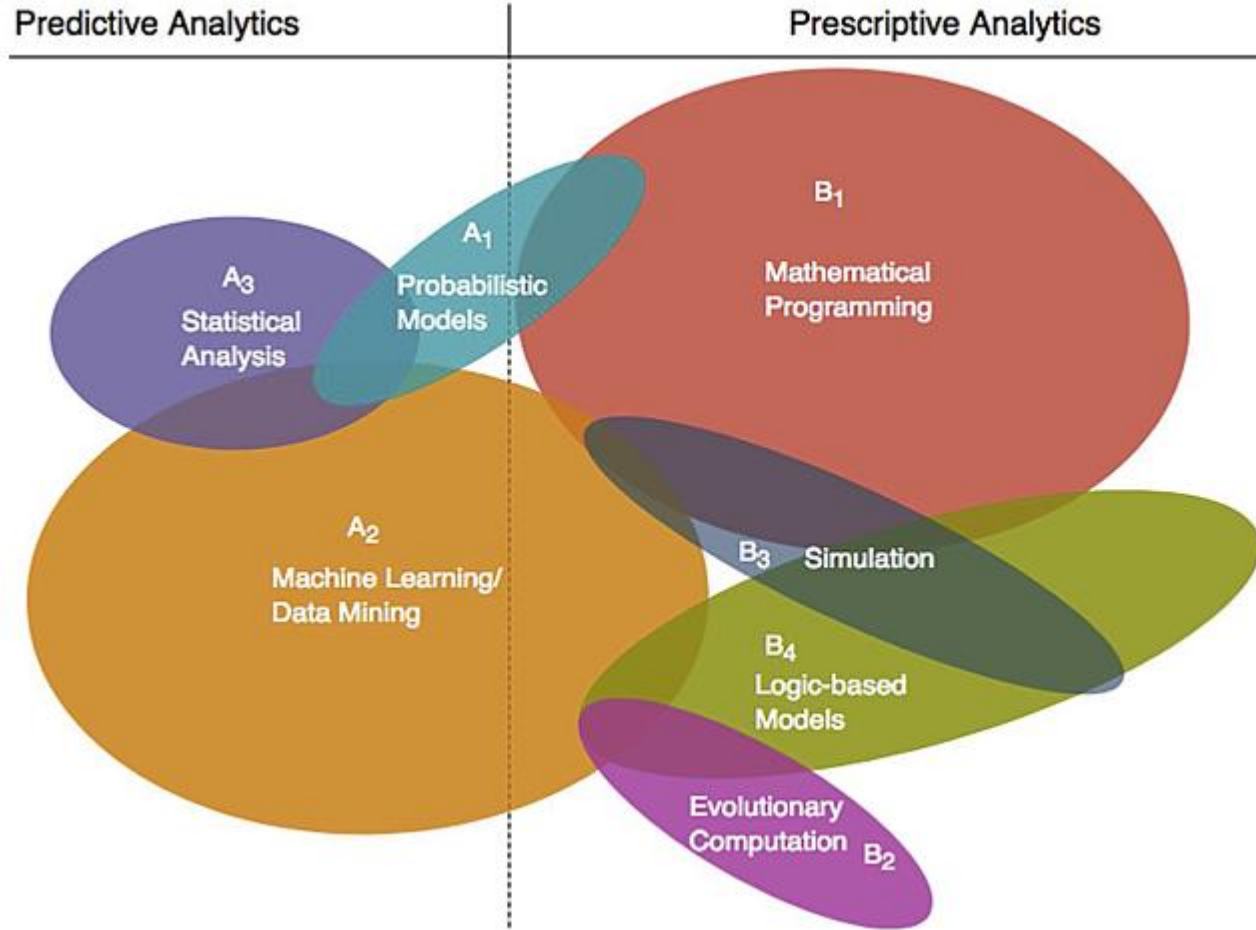 Predictive Analytics
Prescriptive Analytics
B1
Mathematical
Programming
A1
Probabilistic
Models
A3
Statistical
Analysis
A2
Machine Learning/
Data Mining
B3 Simulation
B4
Logic-based
Models
Evolutionary
Computation B2